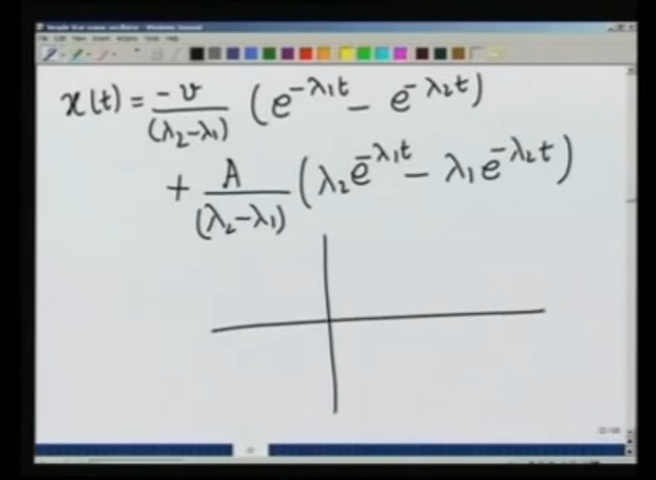 x(t) = -v/(λ₂-λ₁) (e^{-λ₁t} - e^{-λ₂t})
+ A/(λ₂-λ₁) (λ₂e^{-λ₁t} - λ₁e^{-λ₂t})